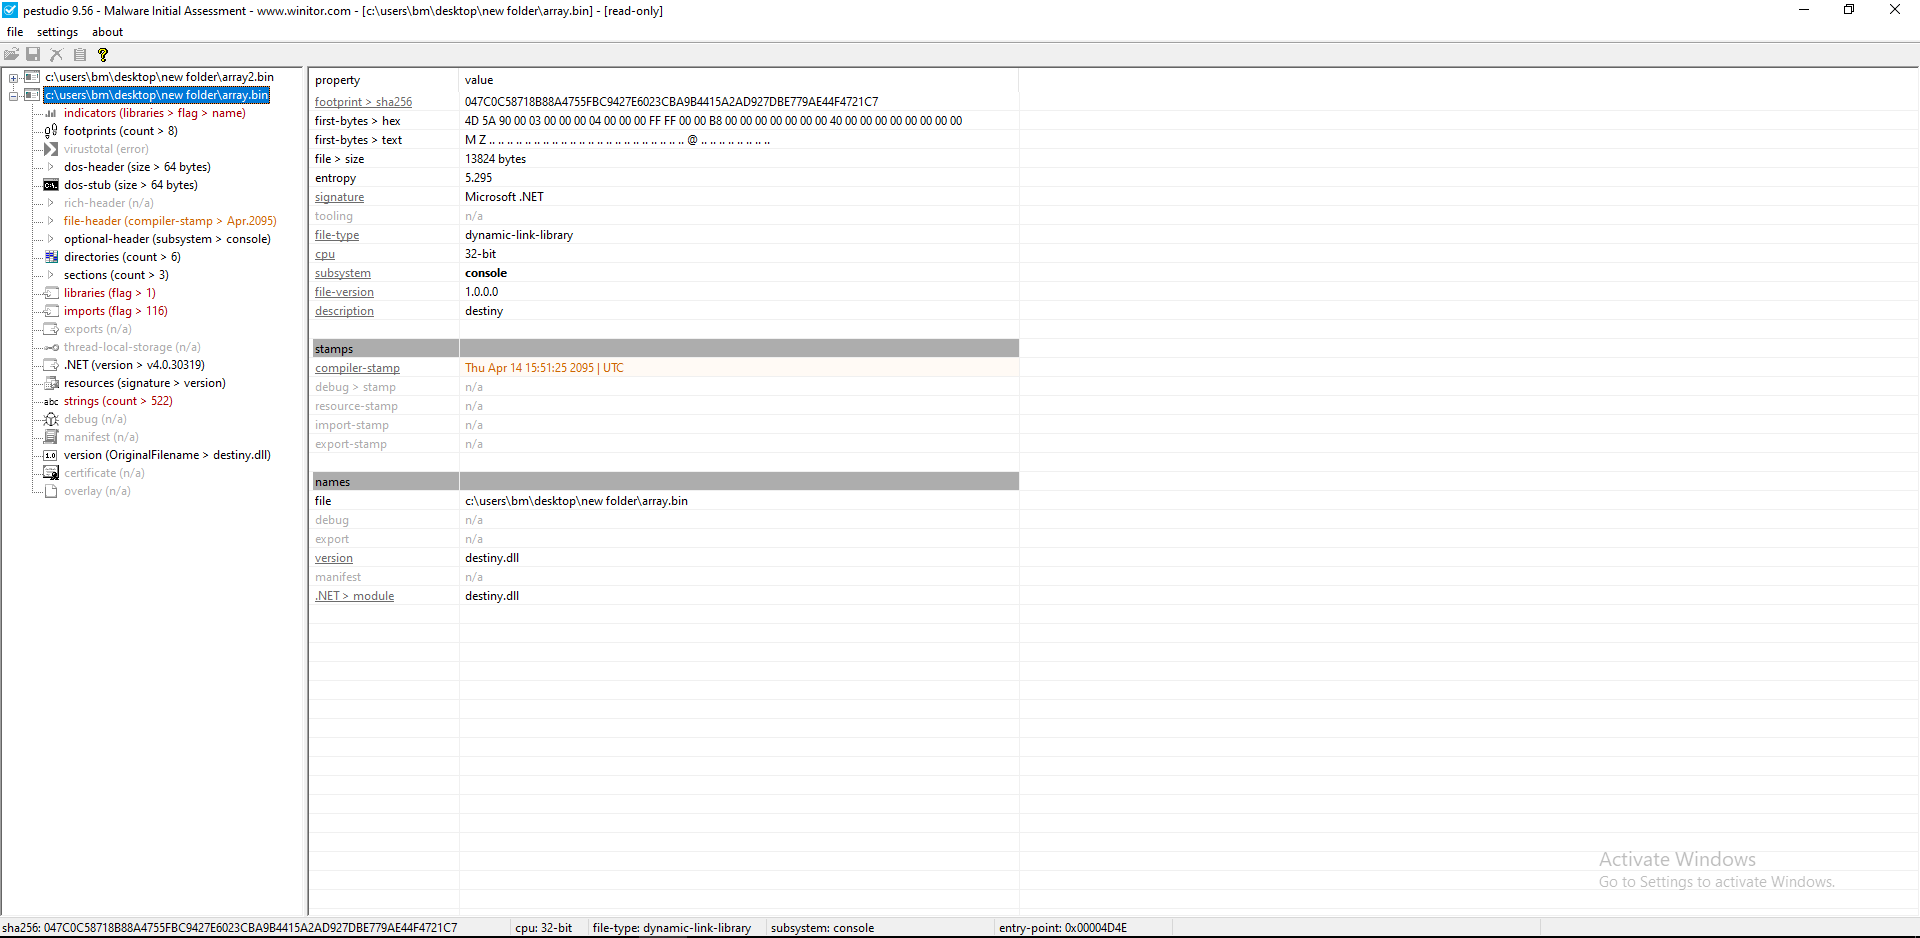 pestudio 9.56 - Malware Initial Assessment - www.winitor.com - [c:\users\bm\desktop\new folder\array.bin] - [read-only]
file settings about
c:\users\bm\desktop\new folder\array2.bin
c:\users\bm\desktop\new folder\array.bin
indicators (libraries > flag > name)
footprints (count > 8)
virustotal (error)
dos-header (size > 64 bytes)
dos-stub (size > 64 bytes)
rich-header (n/a)
file-header (compiler-stamp > Apr.2095)
optional-header (subsystem > console)
directories (count > 6)
sections (count > 3)
libraries (flag > 1)
imports (flag > 116)
exports (n/a)
thread-local-storage (n/a)
.NET (version > v4.0.30319)
resources (signature > version)
abc strings (count > 522)
debug (n/a)
manifest (n/a)
1.0 version (OriginalFilename > destiny.dll)
certificate (n/a)
overlay (n/a)
property value
footprint > sha256 047C0C58718B88A4755FBC9427E6023CBA9B4415A2AD927DBE779AE44F4721C7
first-bytes > hex 4D 5A 90 00 03 00 00 00 04 00 00 00 FF FF 00 00 B8 00 00 00 00 00 00 00 40 00 00 00 00 00 00 00 00
first-bytes > text M Z .. .. .. .. .. .. .. .. .. .. .. .. .. .. .. .. .. .. .. .. .. .. @ .. .. .. .. .. .. .. ..
file > size 13824 bytes
entropy 5.295
signature Microsoft .NET
tooling n/a
file-type dynamic-link-library
cpu 32-bit
subsystem console
file-version 1.0.0.0
description destiny
stamps
compiler-stamp Thu Apr 14 15:51:25 2095 | UTC
debug > stamp n/a
resource-stamp n/a
import-stamp n/a
export-stamp n/a
names
file c:\users\bm\desktop\new folder\array.bin
debug n/a
export n/a
version destiny.dll
manifest n/a
.NET > module destiny.dll
Activate Windows
Go to Settings to activate Windows.
sha256: 047C0C58718B88A4755FBC9427E6023CBA9B4415A2AD927DBE779AE44F4721C7 cpu: 32-bit file-type: dynamic-link-library subsystem: console entry-point: 0x00004D4E